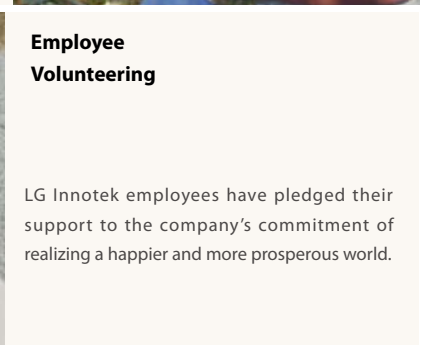 Employee
Volunteering
LG Innotek employees have pledged their
support to the company’s commitment of
realizing a happier and more prosperous world.